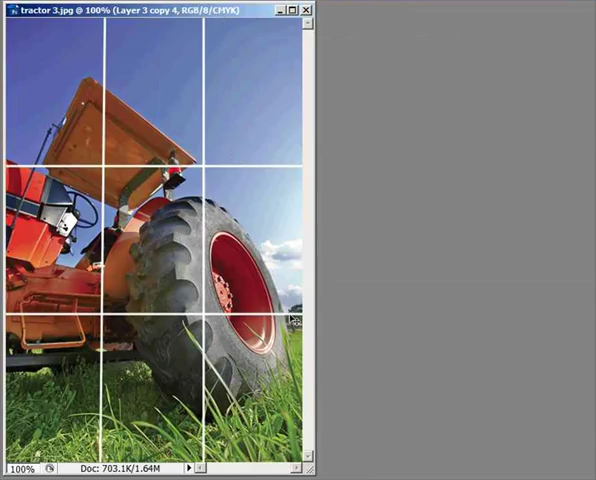 tractor 3.jpg @ 100% (Layer 3 copy 4, RGB/8/CMYK)
100%
Doc: 703.1K/1.64M